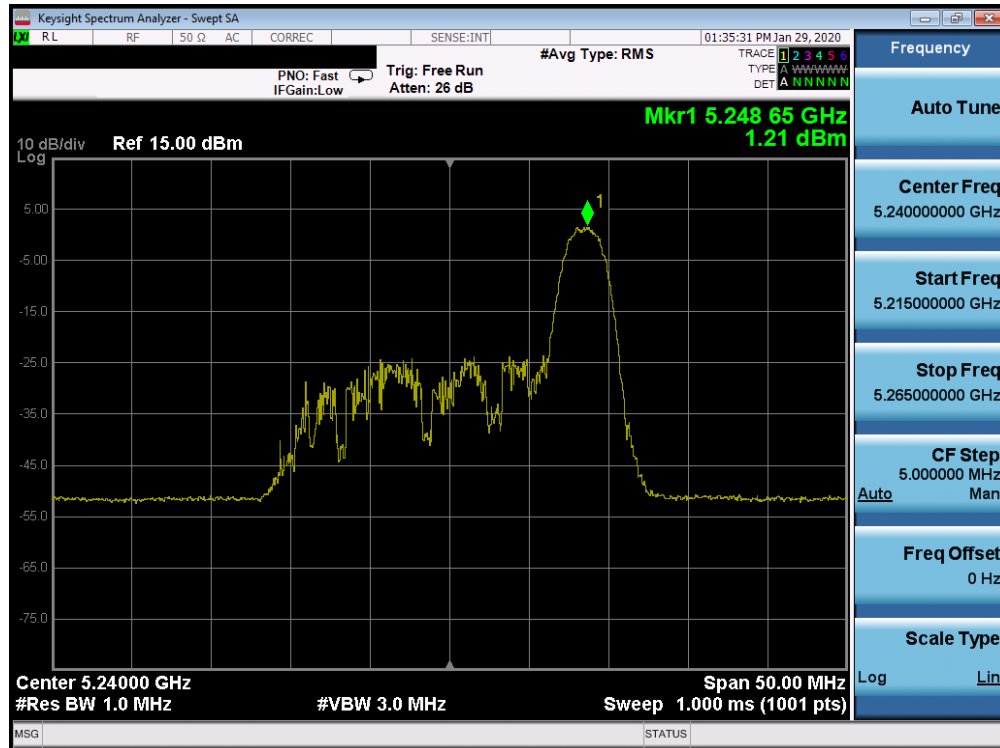 Keysight Spectrum Analyzer - Swept SA
LXI RL RF 50 Ω AC CORREC SENSE:INT 01:35:31 PM Jan 29, 2020
Frequency
#Avg Type: RMS
TRACE 1 2 3 4 5 6
TYPE A WWWWW
DET A N N N N N
PNO: Fast
IFGain:Low
Trig: Free Run
Atten: 26 dB
Auto Tune
Mkr1 5.248 65 GHz
1.21 dBm
10 dB/div Ref 15.00 dBm
Log
1
5.00
-5.00
-15.0
-25.0
-35.0
-45.0
-55.0
-65.0
-75.0
Center Freq
5.240000000 GHz
Start Freq
5.215000000 GHz
Stop Freq
5.265000000 GHz
CF Step
5.000000 MHz
Auto Man
Freq Offset
0 Hz
Scale Type
Log Lin
Center 5.24000 GHz Span 50.00 MHz
#Res BW 1.0 MHz #VBW 3.0 MHz Sweep 1.000 ms (1001 pts)
MSG STATUS